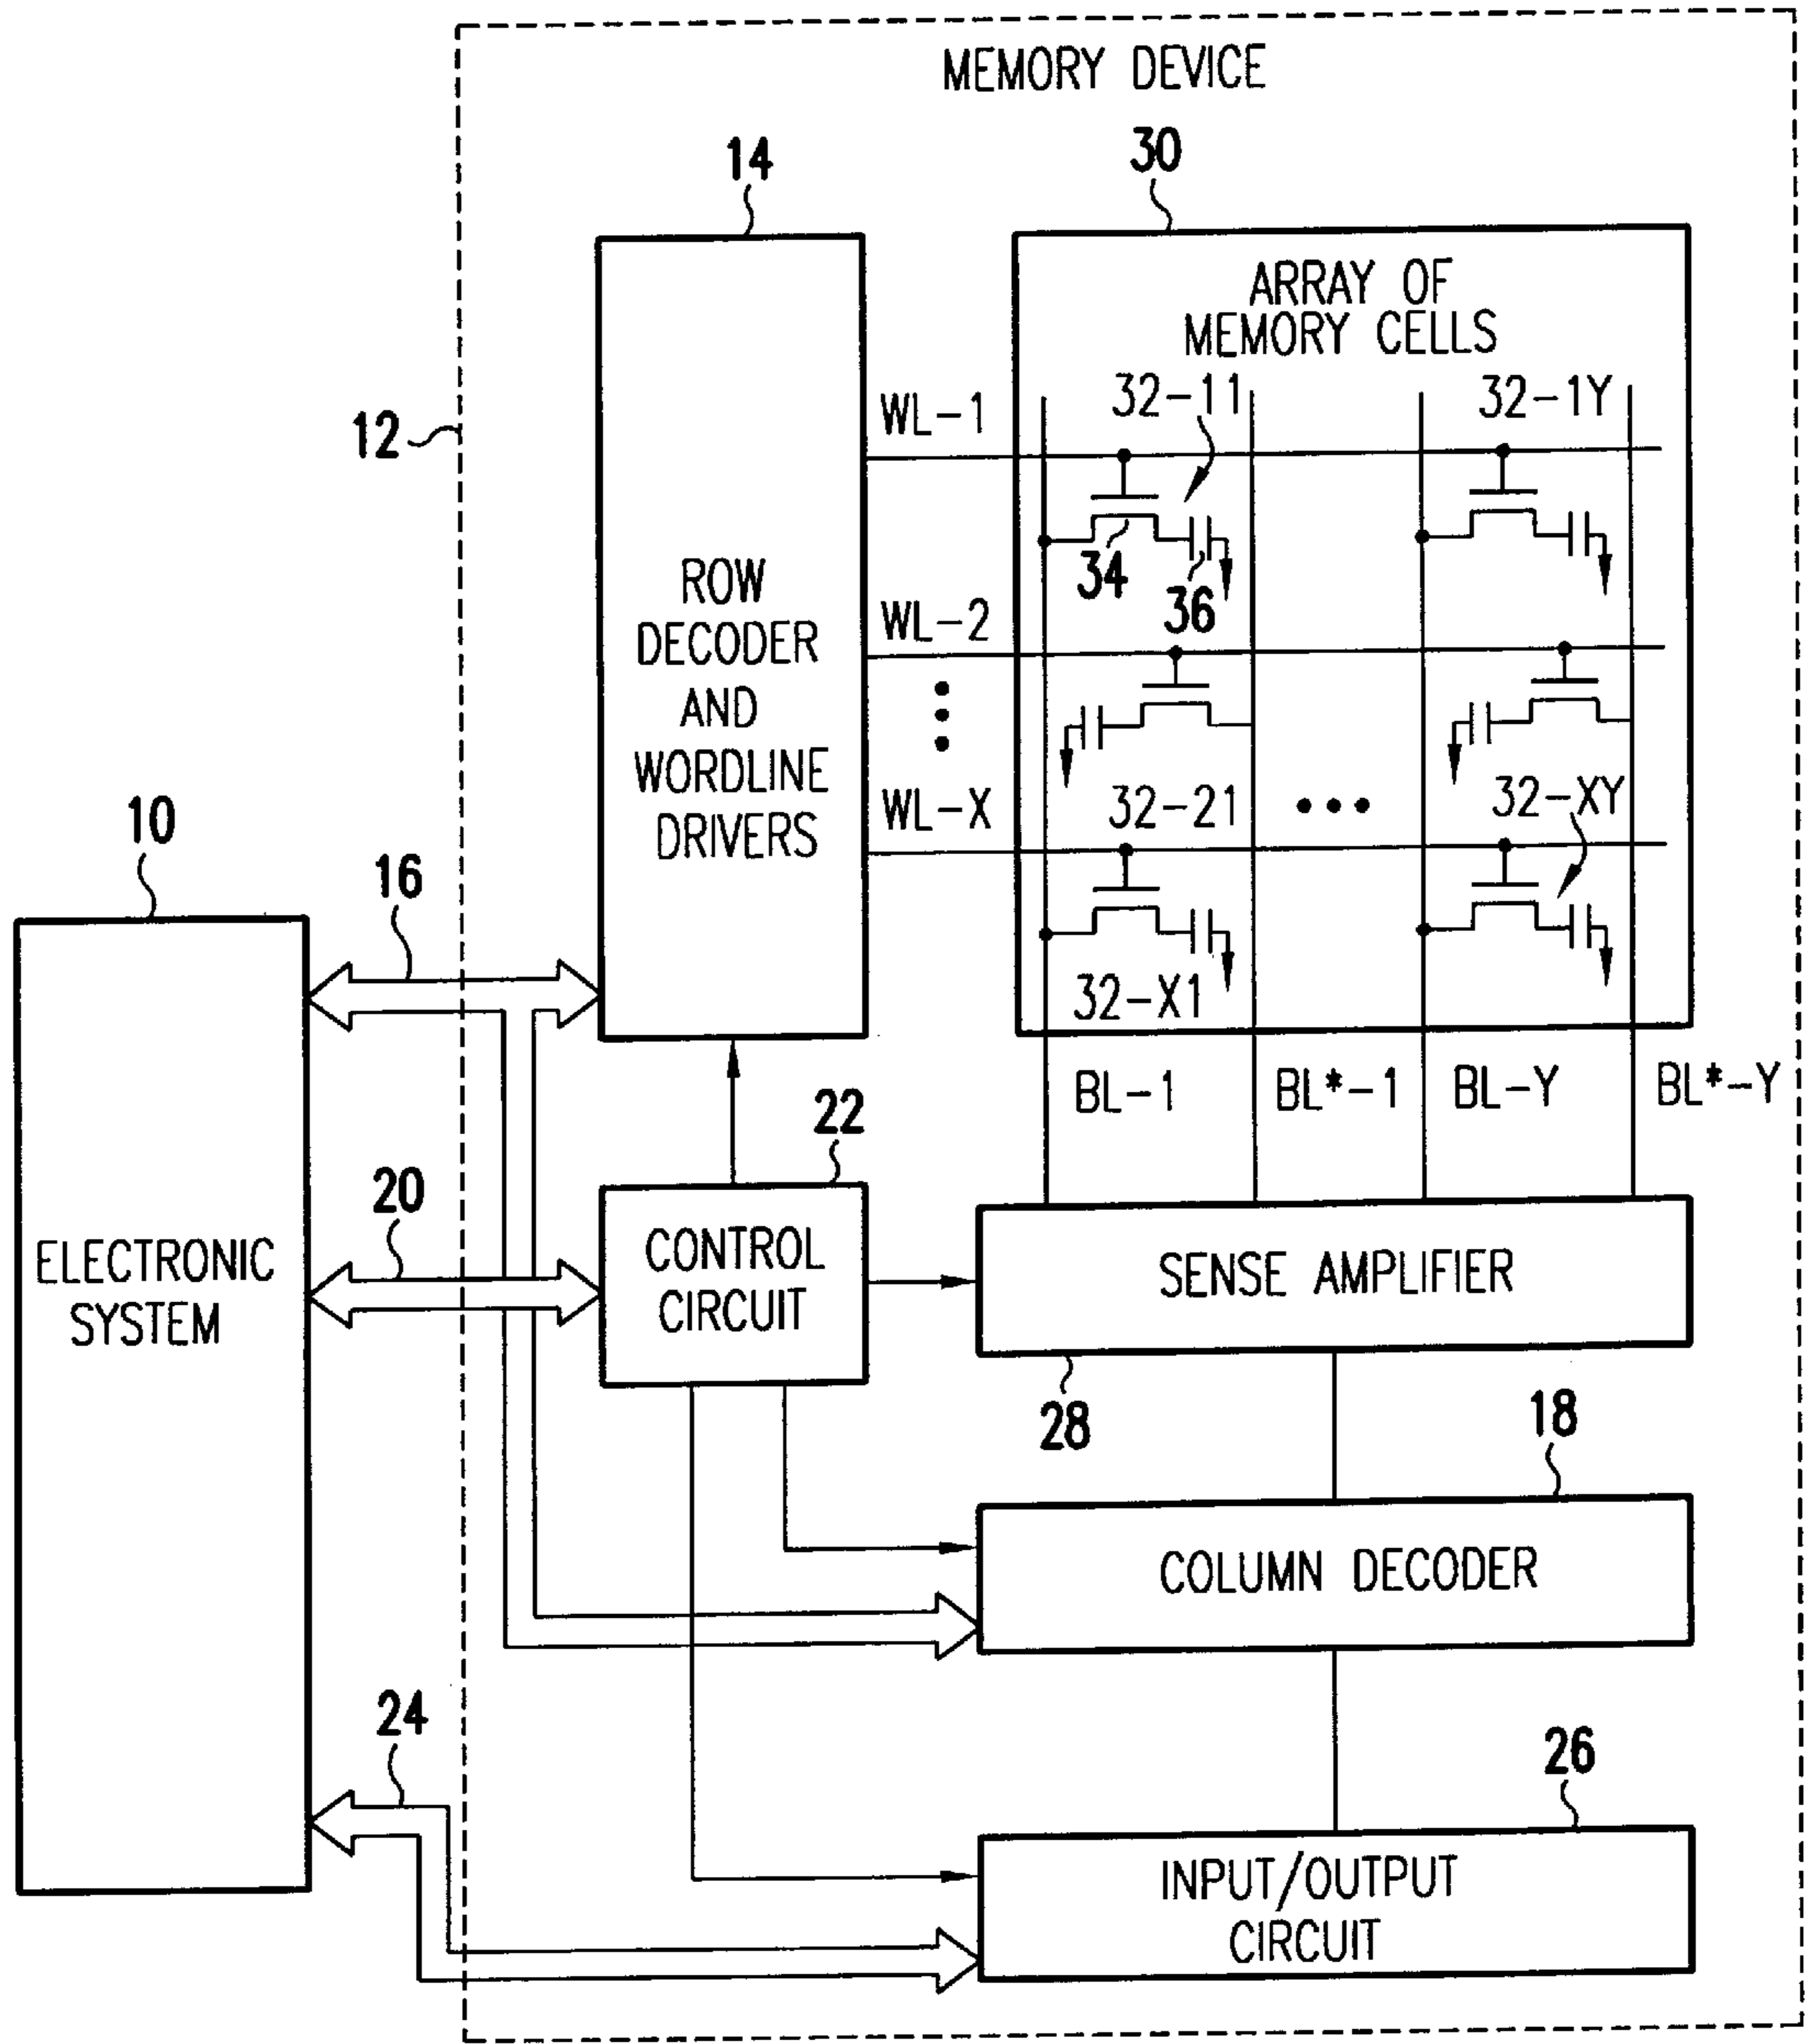 MEMORY DEVICE
14
30
ARRAY OF
MEMORY CELLS
12
WL-1
32-11
32-1Y
34
36
ROW
DECODER
AND
WORDLINE
DRIVERS
WL-2
WL-X
32-21
32-XY
10
16
32-X1
BL-1
BL*-1
BL-Y
BL*-Y
22
20
ELECTRONIC
SYSTEM
CONTROL
CIRCUIT
SENSE AMPLIFIER
28
18
COLUMN DECODER
24
26
INPUT/OUTPUT
CIRCUIT